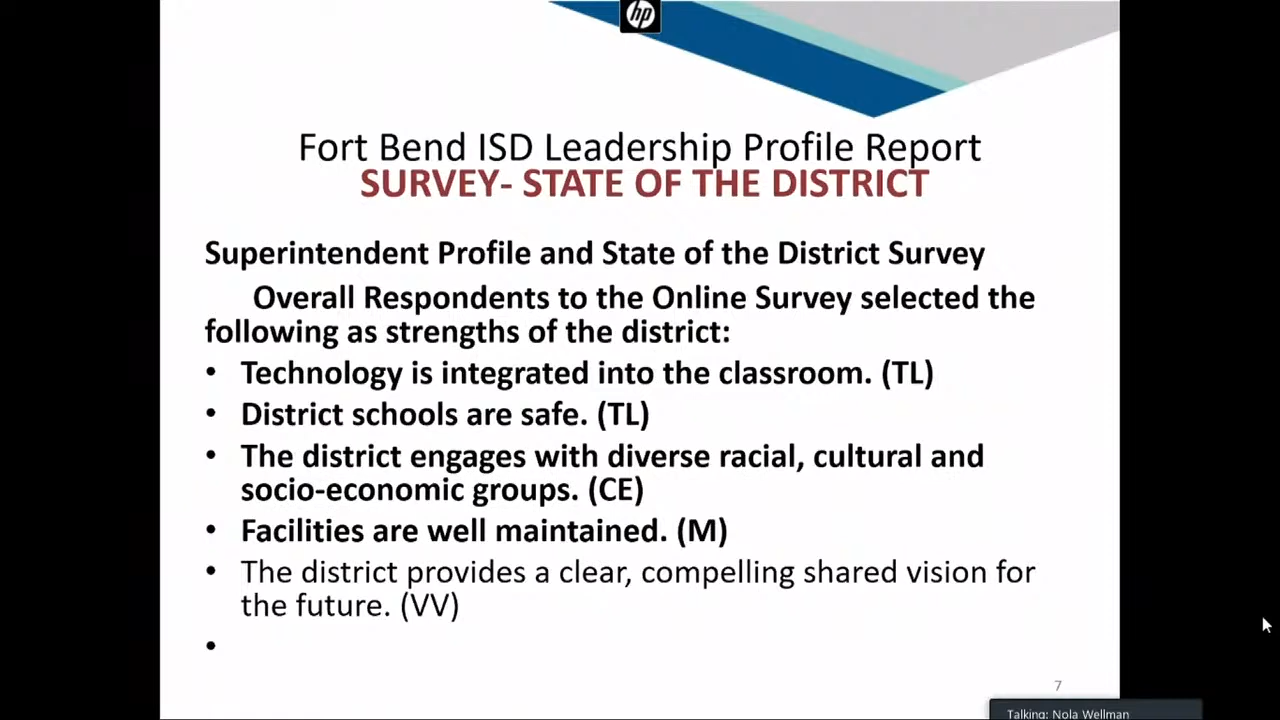 hp
Fort Bend ISD Leadership Profile Report
SURVEY- STATE OF THE DISTRICT
Superintendent Profile and State of the District Survey
Overall Respondents to the Online Survey selected the
following as strengths of the district:
• Technology is integrated into the classroom. (TL)
• District schools are safe. (TL)
• The district engages with diverse racial, cultural and
socio-economic groups. (CE)
• Facilities are well maintained. (M)
• The district provides a clear, compelling shared vision for
the future. (VV)
•
7
Talking: Nola Wellman